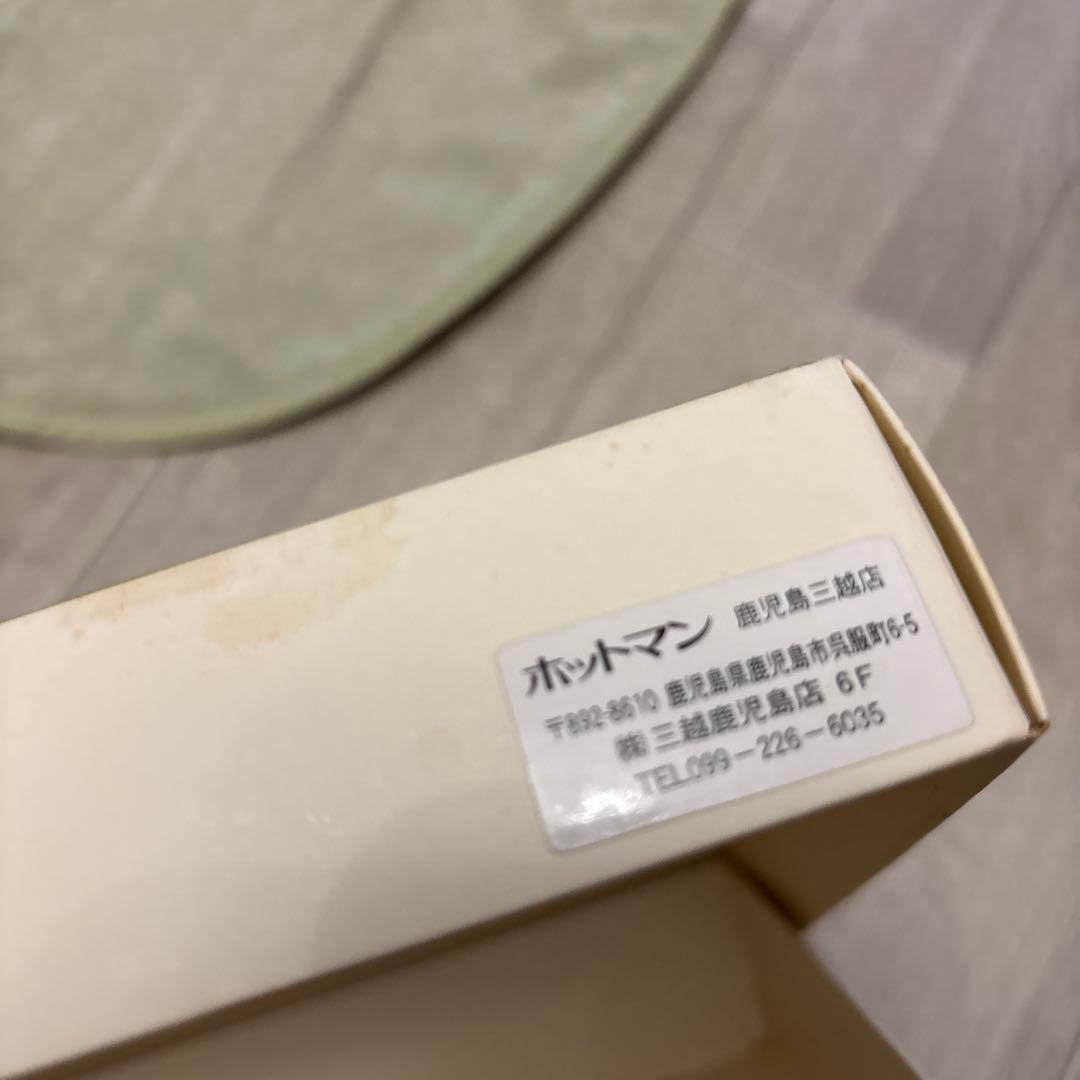 ホットマン 鹿児島三越店
〒892-8610 鹿児島県鹿児島市呉服町6-5
㈱三越鹿児島店 6F
TEL099-226-6035